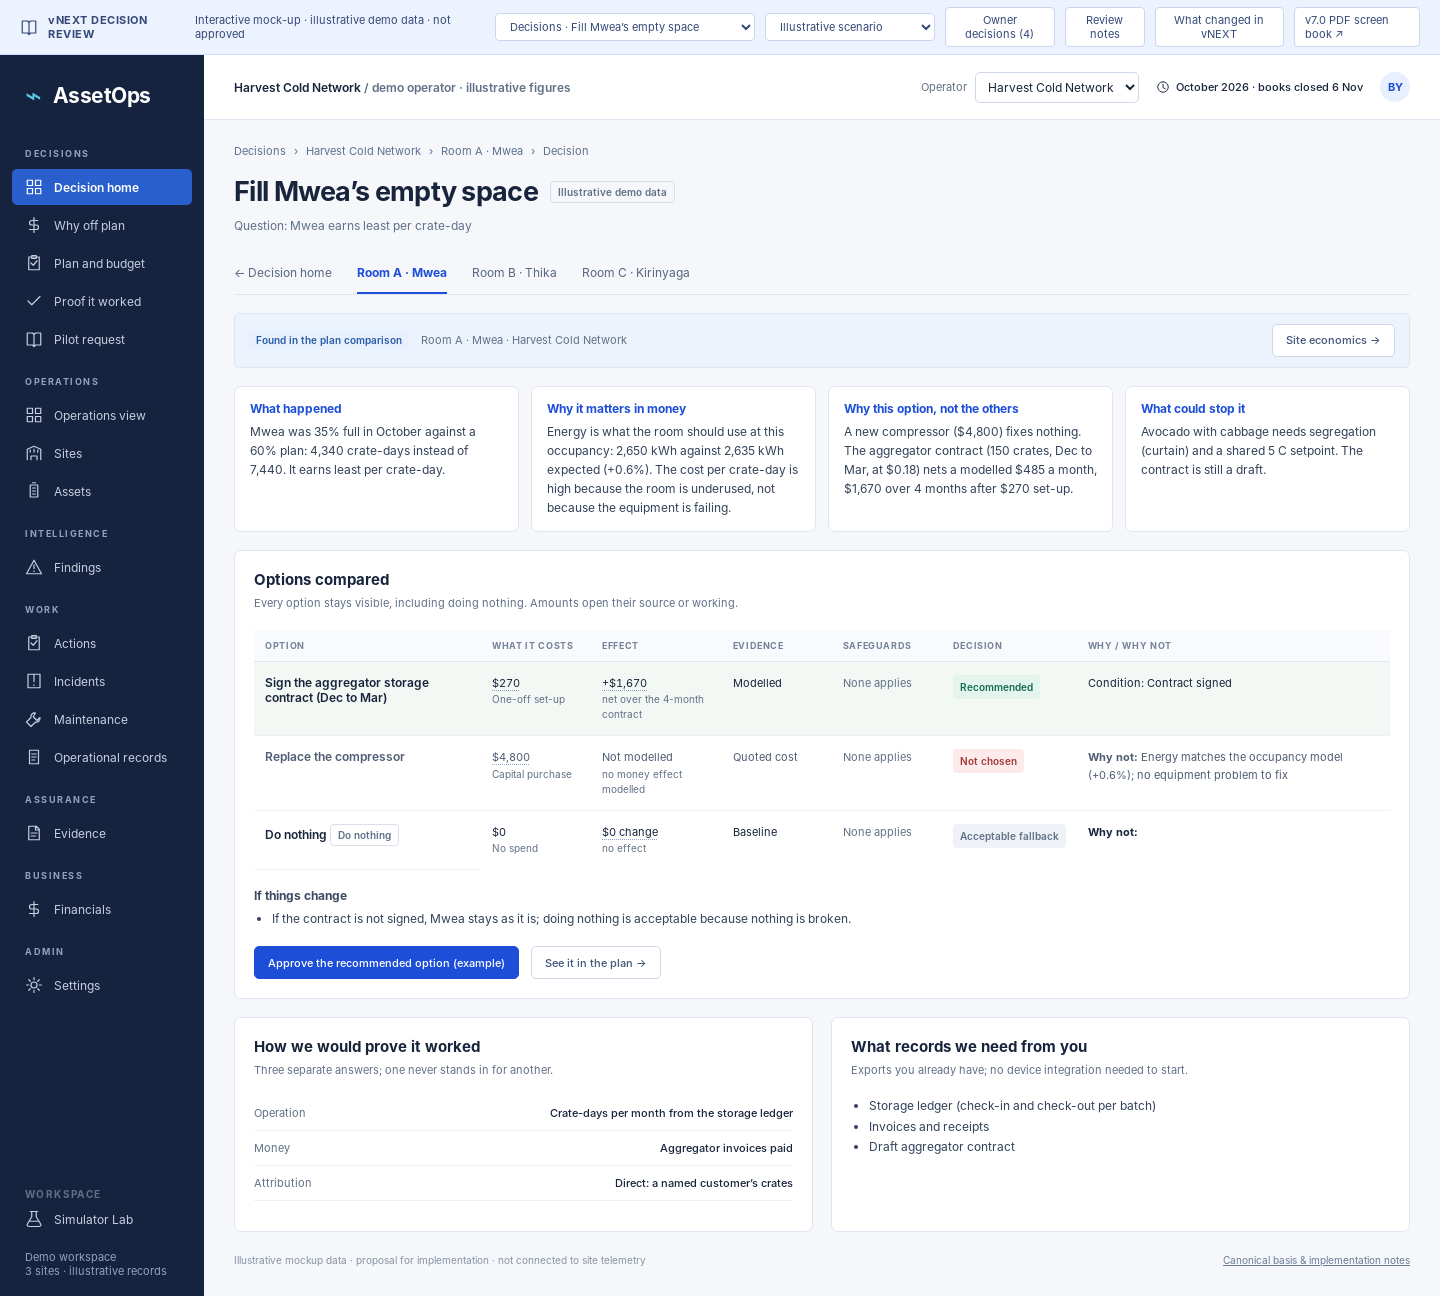 vNEXT DECISION REVIEW
Interactive mock-up · illustrative demo data · not approved
Decisions · Fill Mwea's empty space
Illustrative scenario
Owner decisions (4)
Review notes
What changed in vNEXT
v7.0 PDF screen book ↗
AssetOps
DECISIONS
Decision home
Why off plan
Plan and budget
Proof it worked
Pilot request
OPERATIONS
Operations view
Sites
Assets
INTELLIGENCE
Findings
WORK
Actions
Incidents
Maintenance
Operational records
ASSURANCE
Evidence
BUSINESS
Financials
ADMIN
Settings
WORKSPACE
Simulator Lab
Demo workspace
3 sites · illustrative records
Harvest Cold Network / demo operator · illustrative figures
Operator
Harvest Cold Network
October 2026 · books closed 6 Nov
BY
Decisions › Harvest Cold Network › Room A · Mwea › Decision
Fill Mwea's empty space
Illustrative demo data
Question: Mwea earns least per crate-day
← Decision home
Room A · Mwea
Room B · Thika
Room C · Kirinyaga
Found in the plan comparison
Room A · Mwea · Harvest Cold Network
Site economics →
What happened
Mwea was 35% full in October against a
60% plan: 4,340 crate-days instead of
7,440. It earns least per crate-day.
Why it matters in money
Energy is what the room should use at this
occupancy: 2,650 kWh against 2,635 kWh
expected (+0.6%). The cost per crate-day is
high because the room is underused, not
because the equipment is failing.
Why this option, not the others
A new compressor ($4,800) fixes nothing.
The aggregator contract (150 crates, Dec to
Mar, at $0.18) nets a modelled $485 a month,
$1,670 over 4 months after $270 set-up.
What could stop it
Avocado with cabbage needs segregation
(curtain) and a shared 5 C setpoint. The
contract is still a draft.
Options compared
Every option stays visible, including doing nothing. Amounts open their source or working.
OPTION WHAT IT COSTS EFFECT EVIDENCE SAFEGUARDS DECISION WHY / WHY NOT
Sign the aggregator storage contract (Dec to Mar)
$270
One-off set-up
+$1,670
net over the 4-month contract
Modelled
None applies
Recommended
Condition: Contract signed
Replace the compressor
$4,800
Capital purchase
Not modelled
no money effect modelled
Quoted cost
None applies
Not chosen
Why not: Energy matches the occupancy model
(+0.6%); no equipment problem to fix
Do nothing
Do nothing
$0
No spend
$0 change
no effect
Baseline
None applies
Acceptable fallback
Why not:
If things change
• If the contract is not signed, Mwea stays as it is; doing nothing is acceptable because nothing is broken.
Approve the recommended option (example)
See it in the plan →
How we would prove it worked
Three separate answers; one never stands in for another.
Operation Crate-days per month from the storage ledger
Money Aggregator invoices paid
Attribution Direct: a named customer's crates
What records we need from you
Exports you already have; no device integration needed to start.
• Storage ledger (check-in and check-out per batch)
• Invoices and receipts
• Draft aggregator contract
Illustrative mockup data · proposal for implementation · not connected to site telemetry
Canonical basis & implementation notes